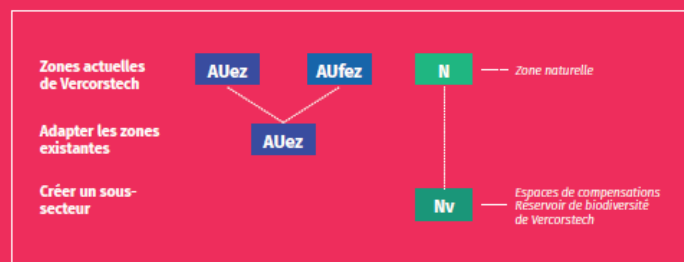 Zones actuelles
de Vercorstech
AUez
AUfez
N
Zone naturelle
Adapter les zones
existantes
AUez
Créer un sous-
secteur
Nv
Espaces de compensations
Réservoir de biodiversité
de Vercorstech